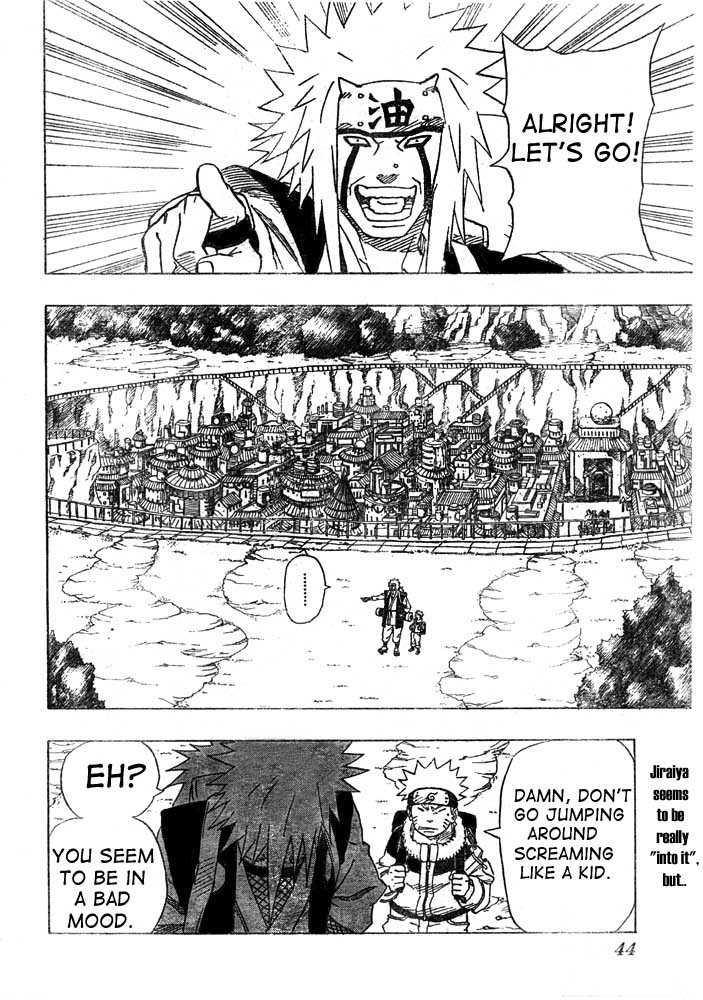 油
ALRIGHT!
LET'S GO!
........
DAMN, DON'T
GO JUMPING
AROUND
SCREAMING
LIKE A KID.
EH?
YOU SEEM
TO BE IN
A BAD
MOOD.
Jiraiya
seems
to be
really
"into it",
but..
44